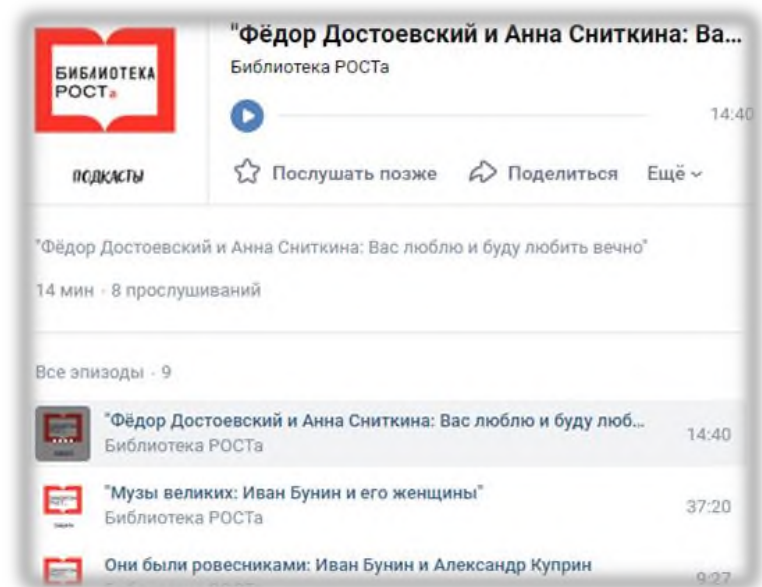 "Фёдор Достоевский и Анна Сниткина: Ва...
Библиотека РОСТа
БИБЛИОТЕКА
РОСТа
14:40
ПОДКАСТЫ
Послушать позже
Поделиться
Ещё
"Фёдор Достоевский и Анна Сниткина: Вас люблю и буду любить вечно"
14 мин · 8 прослушиваний
Все эпизоды · 9
"Фёдор Достоевский и Анна Сниткина: Вас люблю и буду люб...
Библиотека РОСТа
14:40
"Музы великих: Иван Бунин и его женщины"
Библиотека РОСТа
37:20
Они были ровесниками: Иван Бунин и Александр Куприн
9:27